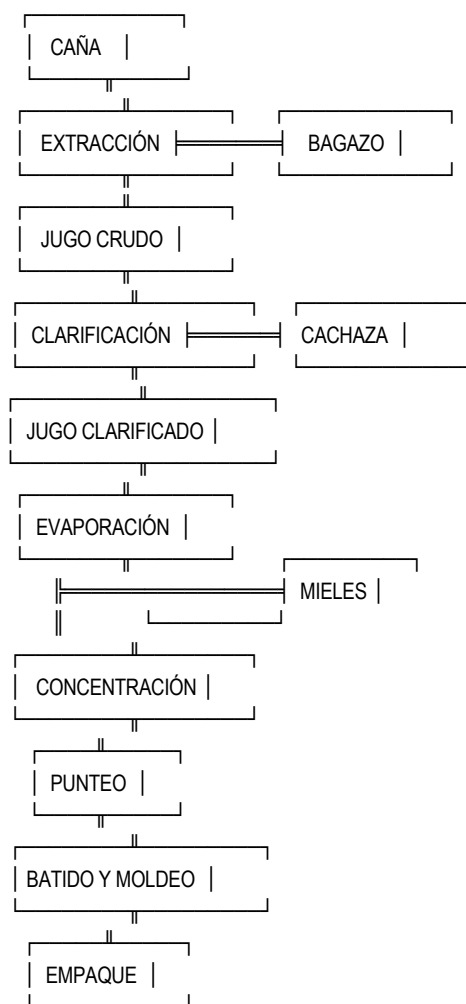 CAÑA
EXTRACCIÓN BAGAZO
JUGO CRUDO
CLARIFICACIÓN CACHAZA
JUGO CLARIFICADO
EVAPORACIÓN
MIELES
CONCENTRACIÓN
PUNTEO
BATIDO Y MOLDEO
EMPAQUE